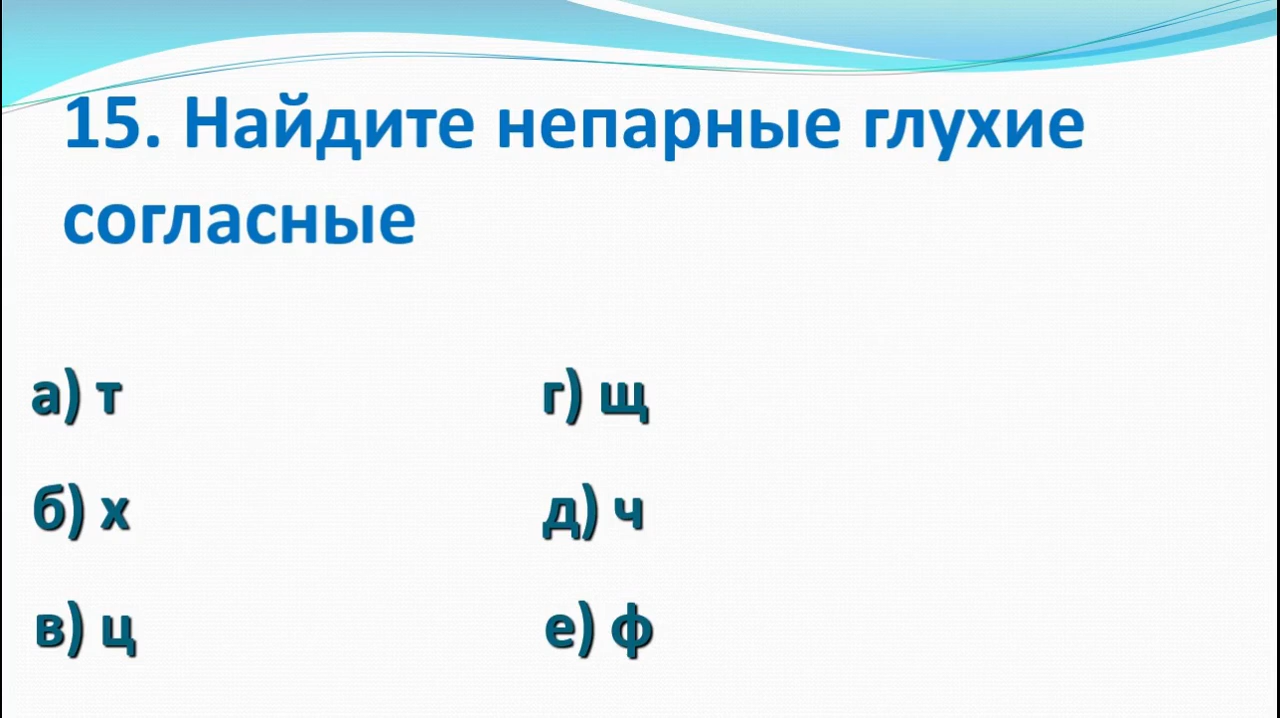 15. Найдите непарные глухие
согласные
а) т
б) х
в) ц
г) щ
д) ч
е) ф